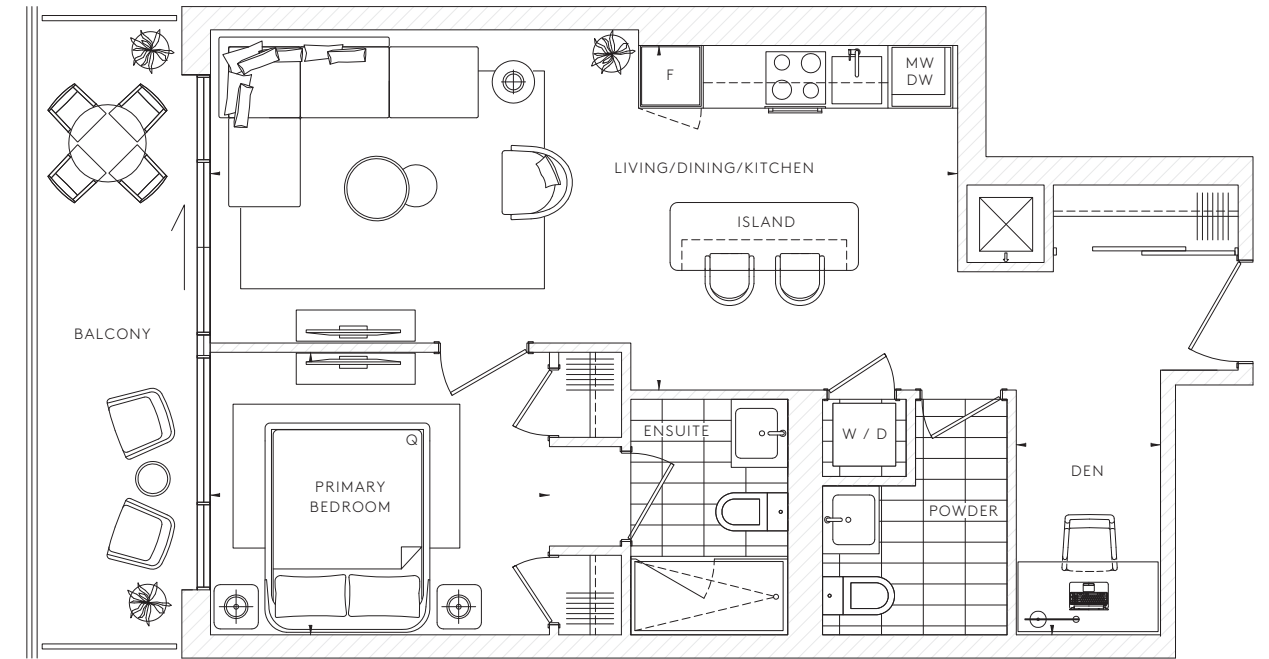 F
MW
DW
LIVING/DINING/KITCHEN
ISLAND
BALCONY
Q
ENSUITE
W / D
DEN
PRIMARY
BEDROOM
POWDER